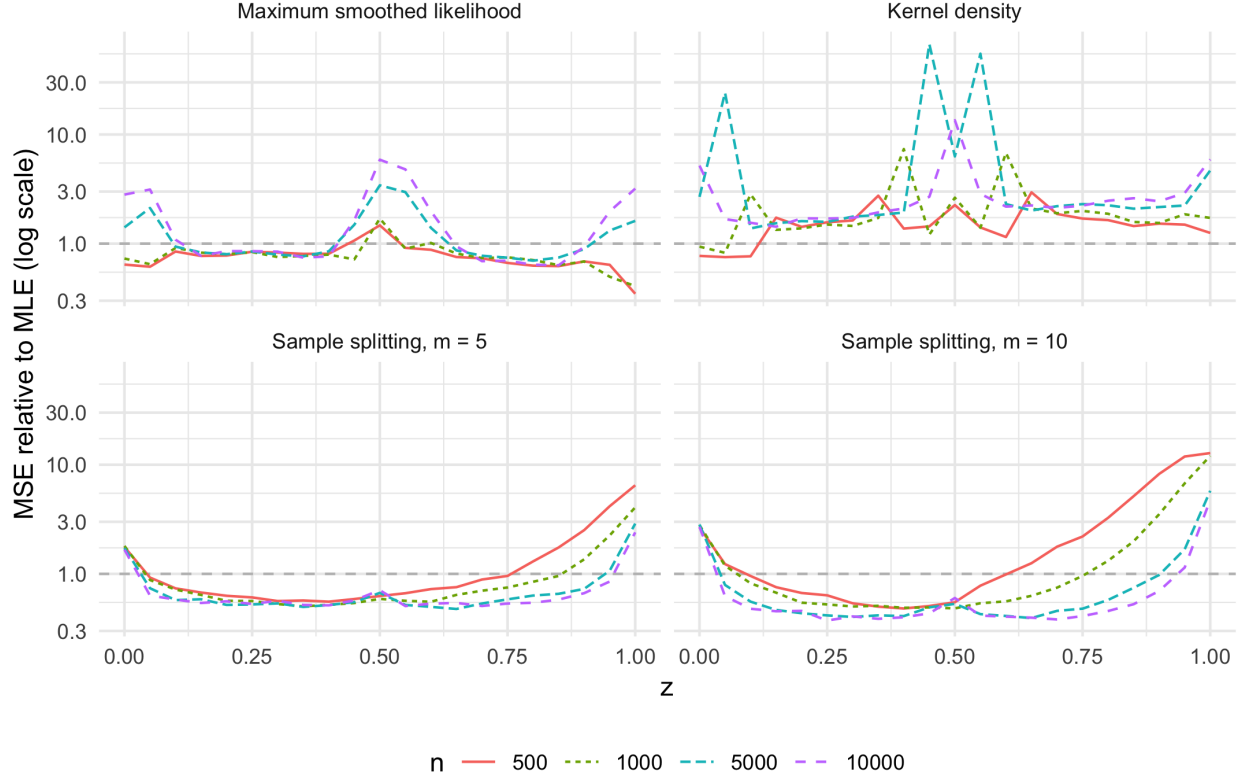 Maximum smoothed likelihood
Kernel density
30.0
10.0
3.0
1.0
0.3
MSE relative to MLE (log scale)
Sample splitting, m = 5
Sample splitting, m = 10
30.0
10.0
3.0
1.0
0.3
0.00 0.25 0.50 0.75 1.00 0.00 0.25 0.50 0.75 1.00
z
n 500 1000 5000 10000